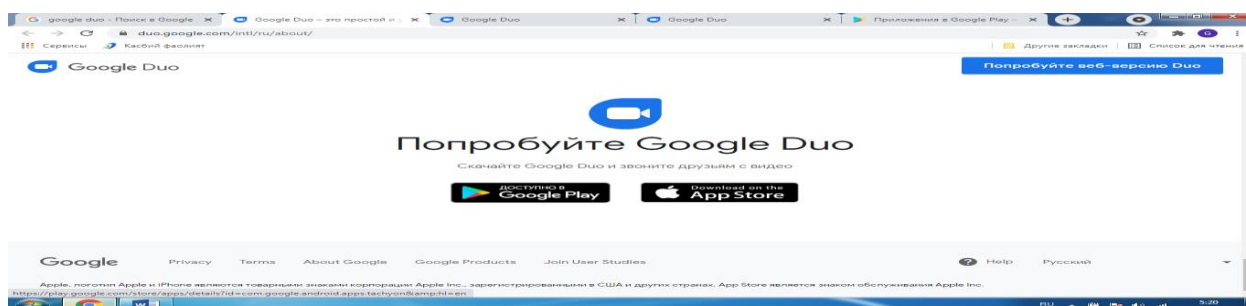 google duo - Поиск в Google
Google Duo – это простой и
Google Duo
Google Duo
Приложения в Google Play –
duo.google.com/intl/ru/about/
Сервисы
Касбий фаолият
Другие закладки
Список для чтения
Google Duo
Попробуйте веб-версию Duo
Попробуйте Google Duo
Скачайте Google Duo и звоните друзьям с видео
ДОСТУПНО В
Google Play
Download on the
App Store
Google
Privacy
Terms
About Google
Google Products
Join User Studies
Help
Русский
Apple, логотип Apple и iPhone являются товарными знаками корпорации Apple Inc., зарегистрированными в США и других странах. App Store является знаком обслуживания Apple Inc.
https://play.google.com/store/apps/details?id=com.google.android.apps.tachyon&amp;hl=en
RU
5:20